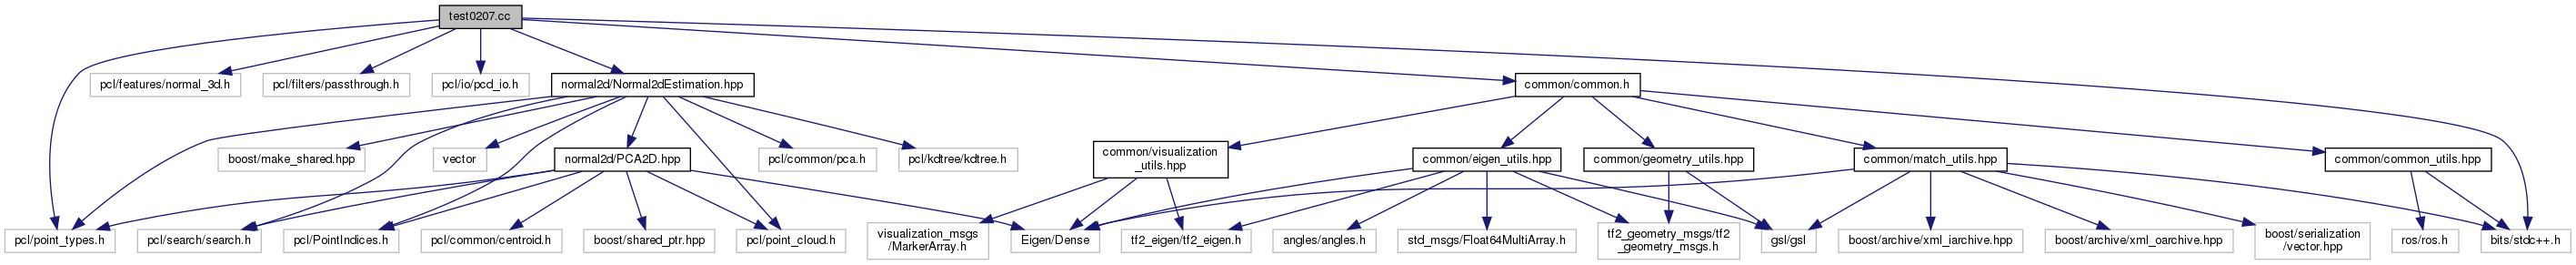 test0207.cc
pcl/features/normal_3d.h
pcl/filters/passthrough.h
pcl/io/pcd_io.h
normal2d/Normal2dEstimation.hpp
common/common.h
boost/make_shared.hpp
vector
normal2d/PCA2D.hpp
pcl/common/pca.h
pcl/kdtree/kdtree.h
common/visualization
_utils.hpp
common/eigen_utils.hpp
common/geometry_utils.hpp
common/match_utils.hpp
common/common_utils.hpp
pcl/point_types.h
pcl/search/search.h
pcl/PointIndices.h
pcl/common/centroid.h
boost/shared_ptr.hpp
pcl/point_cloud.h
visualization_msgs
/MarkerArray.h
Eigen/Dense
tf2_eigen/tf2_eigen.h
angles/angles.h
std_msgs/Float64MultiArray.h
tf2_geometry_msgs/tf2
_geometry_msgs.h
gsl/gsl
boost/archive/xml_iarchive.hpp
boost/archive/xml_oarchive.hpp
boost/serialization
/vector.hpp
ros/ros.h
bits/stdc++.h